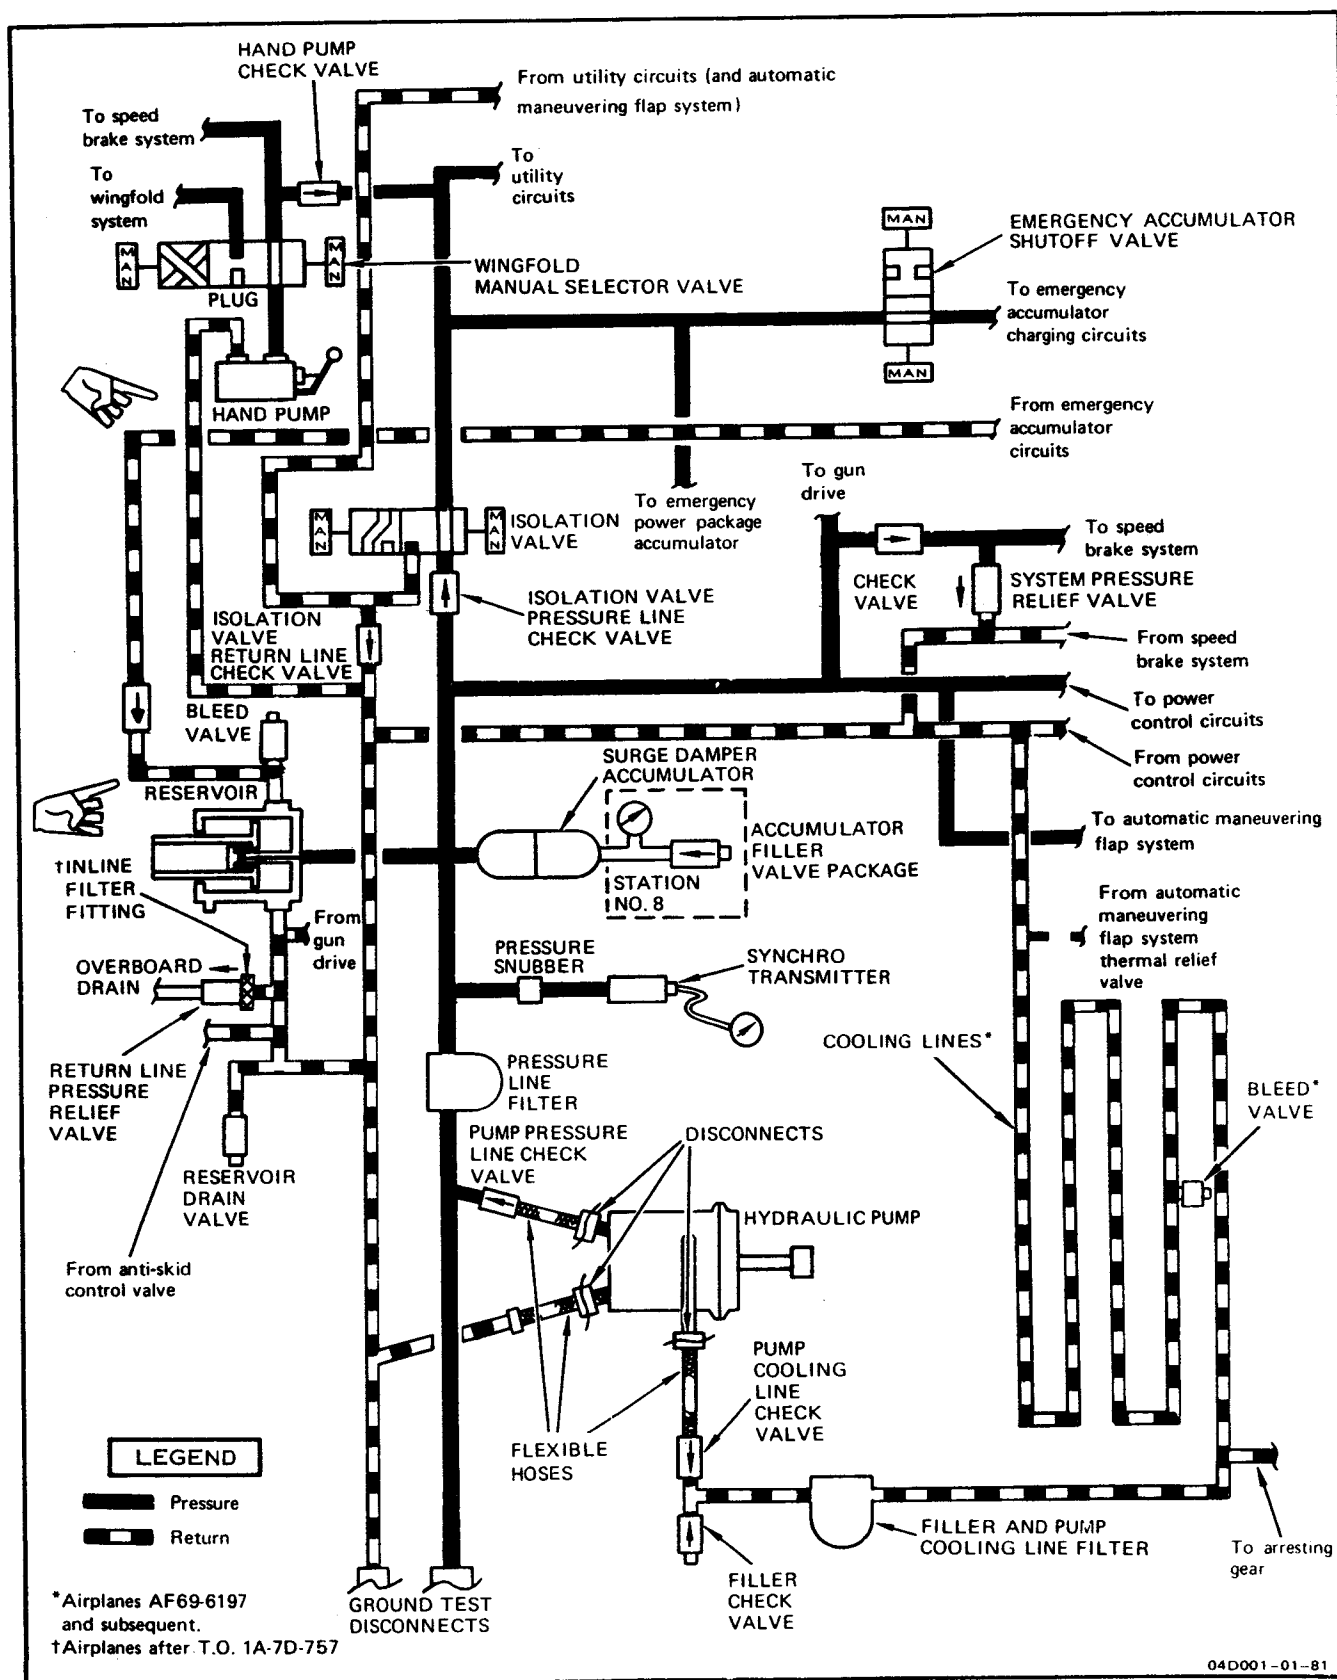 HAND PUMP
CHECK VALVE
From utility circuits (and automatic
maneuvering flap system)
To speed
brake system
To
wingfold
system
To
utility
circuits
MAN
EMERGENCY ACCUMULATOR
SHUTOFF VALVE
MAN
MAN
WINGFOLD
MANUAL SELECTOR VALVE
PLUG
To emergency
accumulator
charging circuits
MAN
HAND PUMP
From emergency
accumulator
circuits
To gun
drive
To emergency
power package
accumulator
MAN
MAN
ISOLATION
VALVE
To speed
brake system
CHECK
VALVE
SYSTEM PRESSURE
RELIEF VALVE
ISOLATION VALVE
PRESSURE LINE
CHECK VALVE
ISOLATION
VALVE
RETURN LINE
CHECK VALVE
From speed
brake system
BLEED
VALVE
To power
control circuits
SURGE DAMPER
ACCUMULATOR
From power
control circuits
RESERVOIR
To automatic maneuvering
flap system
ACCUMULATOR
FILLER
VALVE PACKAGE
†INLINE
FILTER
FITTING
STATION
NO. 8
From automatic
maneuvering
flap system
thermal relief
valve
From
gun
drive
PRESSURE
SNUBBER
SYNCHRO
TRANSMITTER
OVERBOARD
DRAIN
COOLING LINES*
RETURN LINE
PRESSURE
RELIEF
VALVE
PRESSURE
LINE
FILTER
BLEED*
VALVE
PUMP PRESSURE
LINE CHECK
VALVE
DISCONNECTS
RESERVOIR
DRAIN
VALVE
HYDRAULIC PUMP
From anti-skid
control valve
PUMP
COOLING
LINE
CHECK
VALVE
FLEXIBLE
HOSES
LEGEND
Pressure
Return
FILLER AND PUMP
COOLING LINE FILTER
To arresting
gear
FILLER
CHECK
VALVE
GROUND TEST
DISCONNECTS
*Airplanes AF69-6197
and subsequent.
†Airplanes after T.O. 1A-7D-757
04D001-01-81